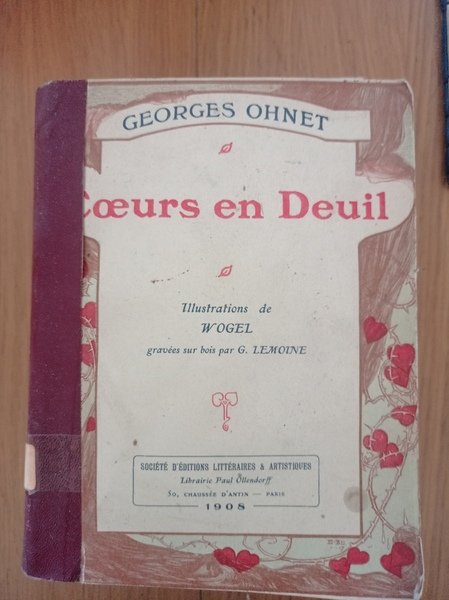 GEORGES OHNET
Cœurs en Deuil
Illustrations de
WOGEL
gravées sur bois par G. LEMOINE
SOCIÉTÉ D'ÉDITIONS LITTÉRAIRES & ARTISTIQUES
Librairie Paul Ollendorff
50, CHAUSSÉE D'ANTIN — PARIS
1908